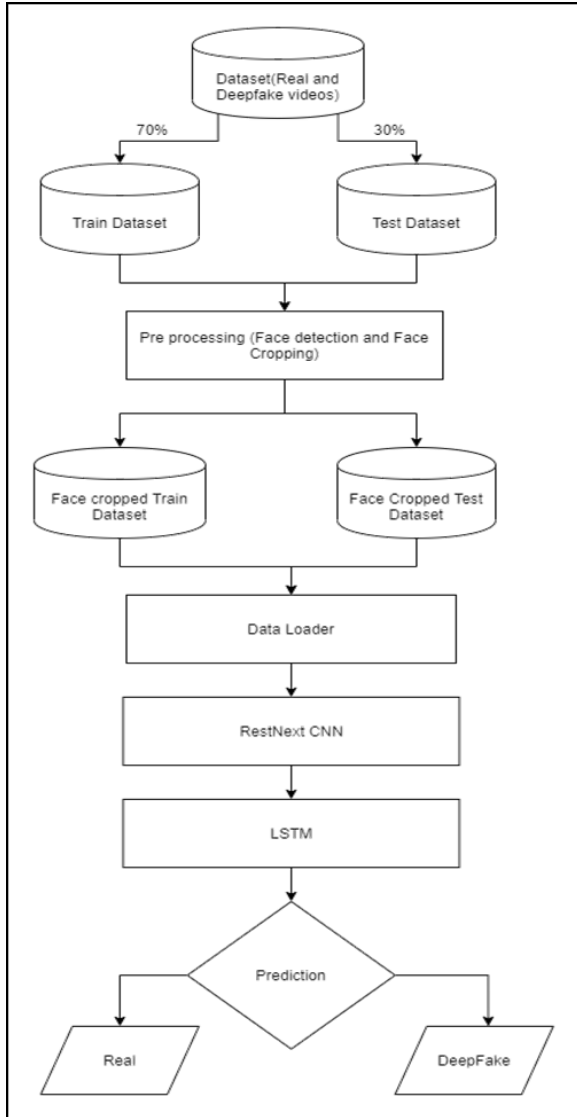 Dataset(Real and
Deepfake videos)
70%
30%
Train Dataset
Test Dataset
Pre processing (Face detection and Face
Cropping)
Face cropped Train
Dataset
Face Cropped Test
Dataset
Data Loader
RestNext CNN
LSTM
Prediction
Real
DeepFake